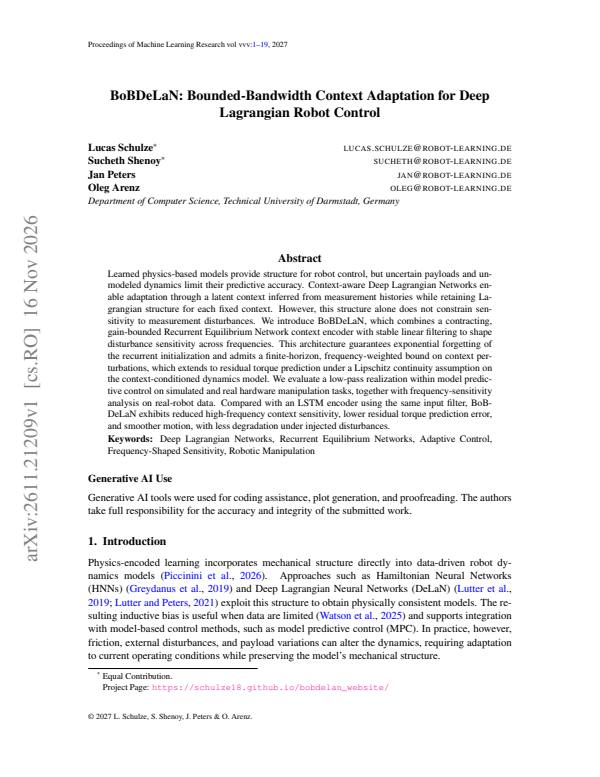 Proceedings of Machine Learning Research vol vvv:1–19, 2027
BoBDeLaN: Bounded-Bandwidth Context Adaptation for Deep
Lagrangian Robot Control
Lucas Schulze* LUCAS.SCHULZE@ROBOT-LEARNING.DE
Sucheth Shenoy* SUCHETH@ROBOT-LEARNING.DE
Jan Peters JAN@ROBOT-LEARNING.DE
Oleg Arenz OLEG@ROBOT-LEARNING.DE
Department of Computer Science, Technical University of Darmstadt, Germany
arXiv:2611.21209v1 [cs.RO] 16 Nov 2026
Abstract
Learned physics-based models provide structure for robot control, but uncertain payloads and un-
modeled dynamics limit their predictive accuracy. Context-aware Deep Lagrangian Networks en-
able adaptation through a latent context inferred from measurement histories while retaining La-
grangian structure for each fixed context. However, this structure alone does not constrain sen-
sitivity to measurement disturbances. We introduce BoBDeLaN, which combines a contracting,
gain-bounded Recurrent Equilibrium Network context encoder with stable linear filtering to shape
disturbance sensitivity across frequencies. This architecture guarantees exponential forgetting of
the recurrent initialization and admits a finite-horizon, frequency-weighted bound on context per-
turbations, which extends to residual torque prediction under a Lipschitz continuity assumption on
the context-conditioned dynamics model. We evaluate a low-pass realization within model predic-
tive control on simulated and real hardware manipulation tasks, together with frequency-sensitivity
analysis on real-robot data. Compared with an LSTM encoder using the same input filter, BoB-
DeLaN exhibits reduced high-frequency context sensitivity, lower residual torque prediction error,
and smoother motion, with less degradation under injected disturbances.
Keywords: Deep Lagrangian Networks, Recurrent Equilibrium Networks, Adaptive Control,
Frequency-Shaped Sensitivity, Robotic Manipulation
Generative AI Use
Generative AI tools were used for coding assistance, plot generation, and proofreading. The authors
take full responsibility for the accuracy and integrity of the submitted work.
1. Introduction
Physics-encoded learning incorporates mechanical structure directly into data-driven robot dy-
namics models (Piccinini et al., 2026). Approaches such as Hamiltonian Neural Networks
(HNNs) (Greydanus et al., 2019) and Deep Lagrangian Neural Networks (DeLaN) (Lutter et al.,
2019; Lutter and Peters, 2021) exploit this structure to obtain physically consistent models. The re-
sulting inductive bias is useful when data are limited (Watson et al., 2025) and supports integration
with model-based control methods, such as model predictive control (MPC). In practice, however,
friction, external disturbances, and payload variations can alter the dynamics, requiring adaptation
to current operating conditions while preserving the model's mechanical structure.
* Equal Contribution.
Project Page: https://schulze18.github.io/bobdelan_website/
© 2027 L. Schulze, S. Shenoy, J. Peters & O. Arenz.